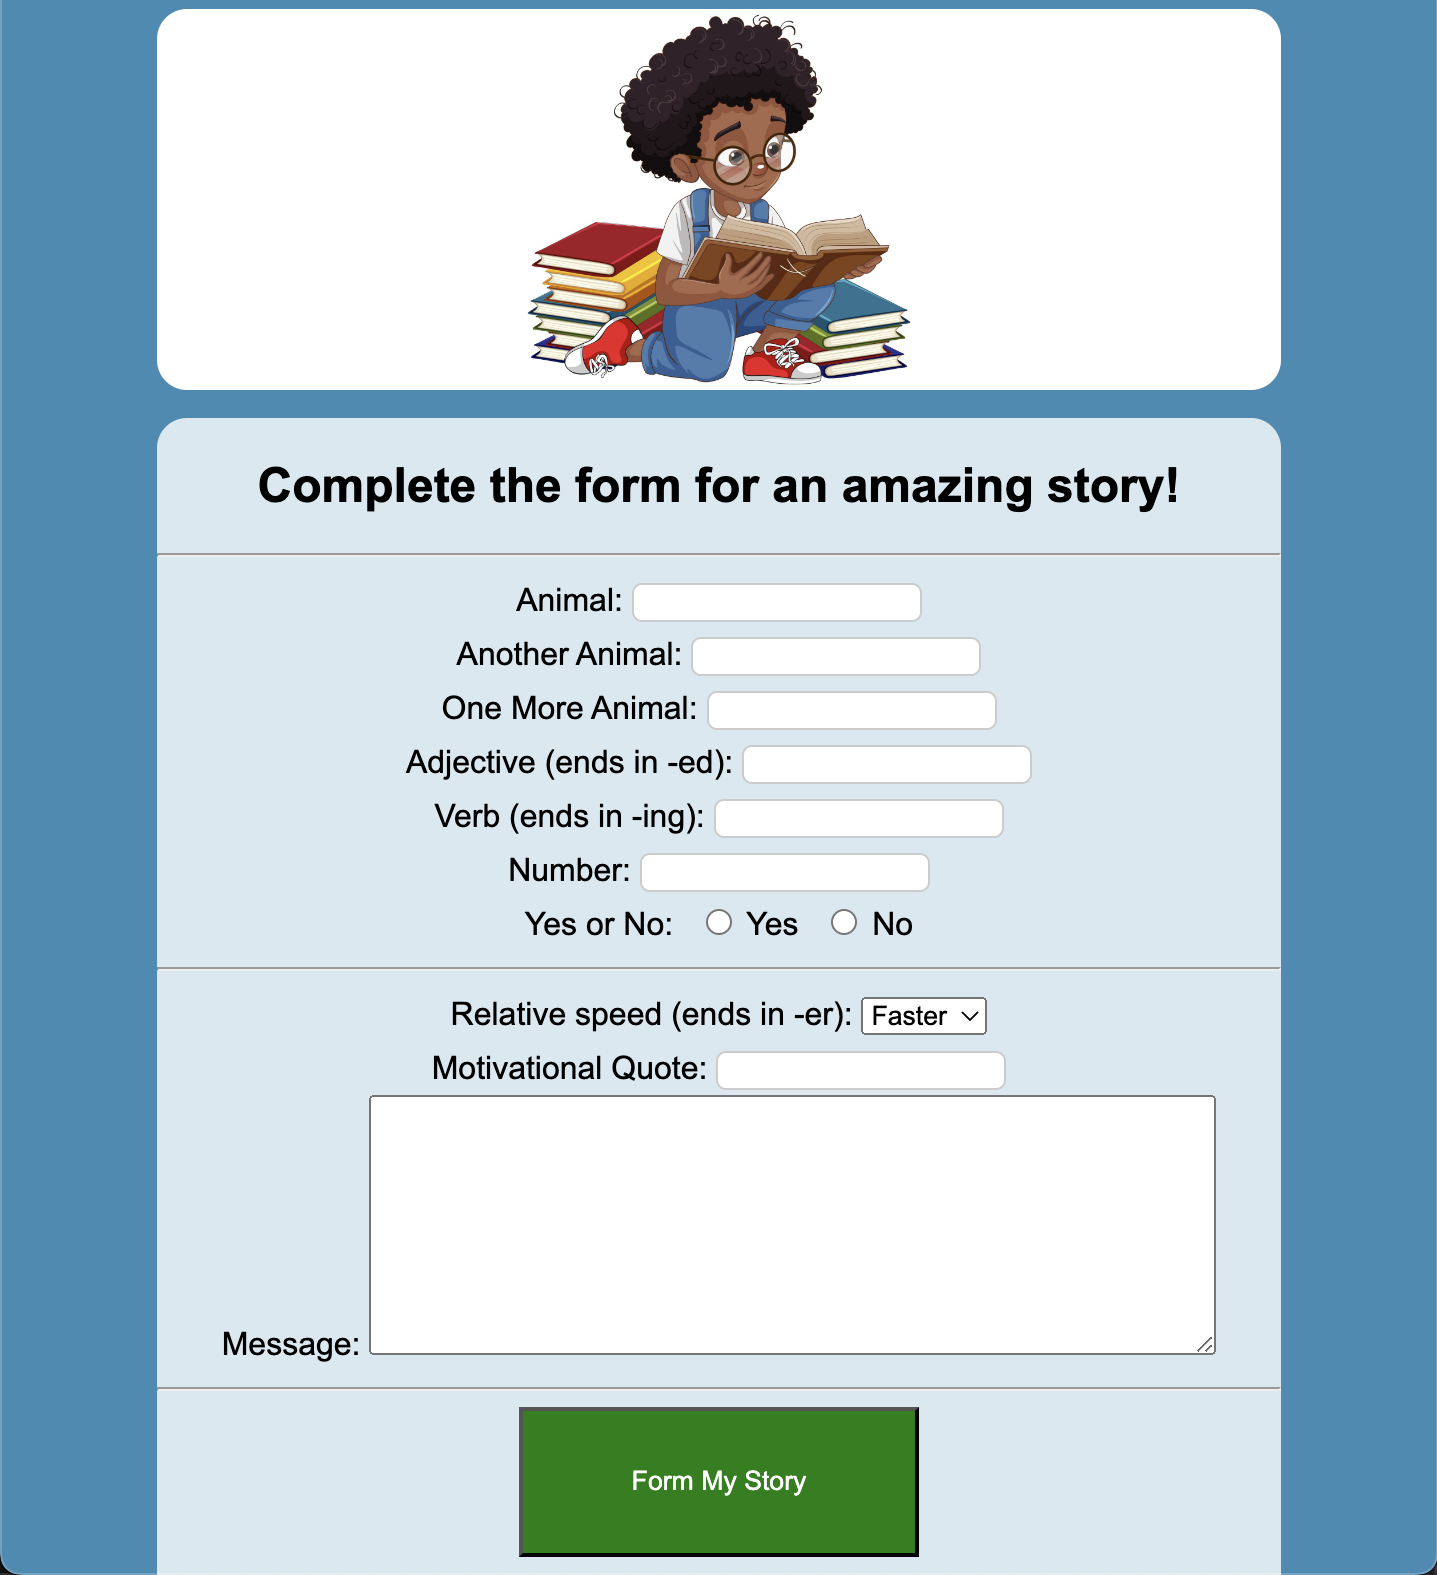 Complete the form for an amazing story!
Animal:
Another Animal:
One More Animal:
Adjective (ends in -ed):
Verb (ends in -ing):
Number:
Yes or No: Yes No
Relative speed (ends in -er): Faster
Motivational Quote:
Message:
Form My Story